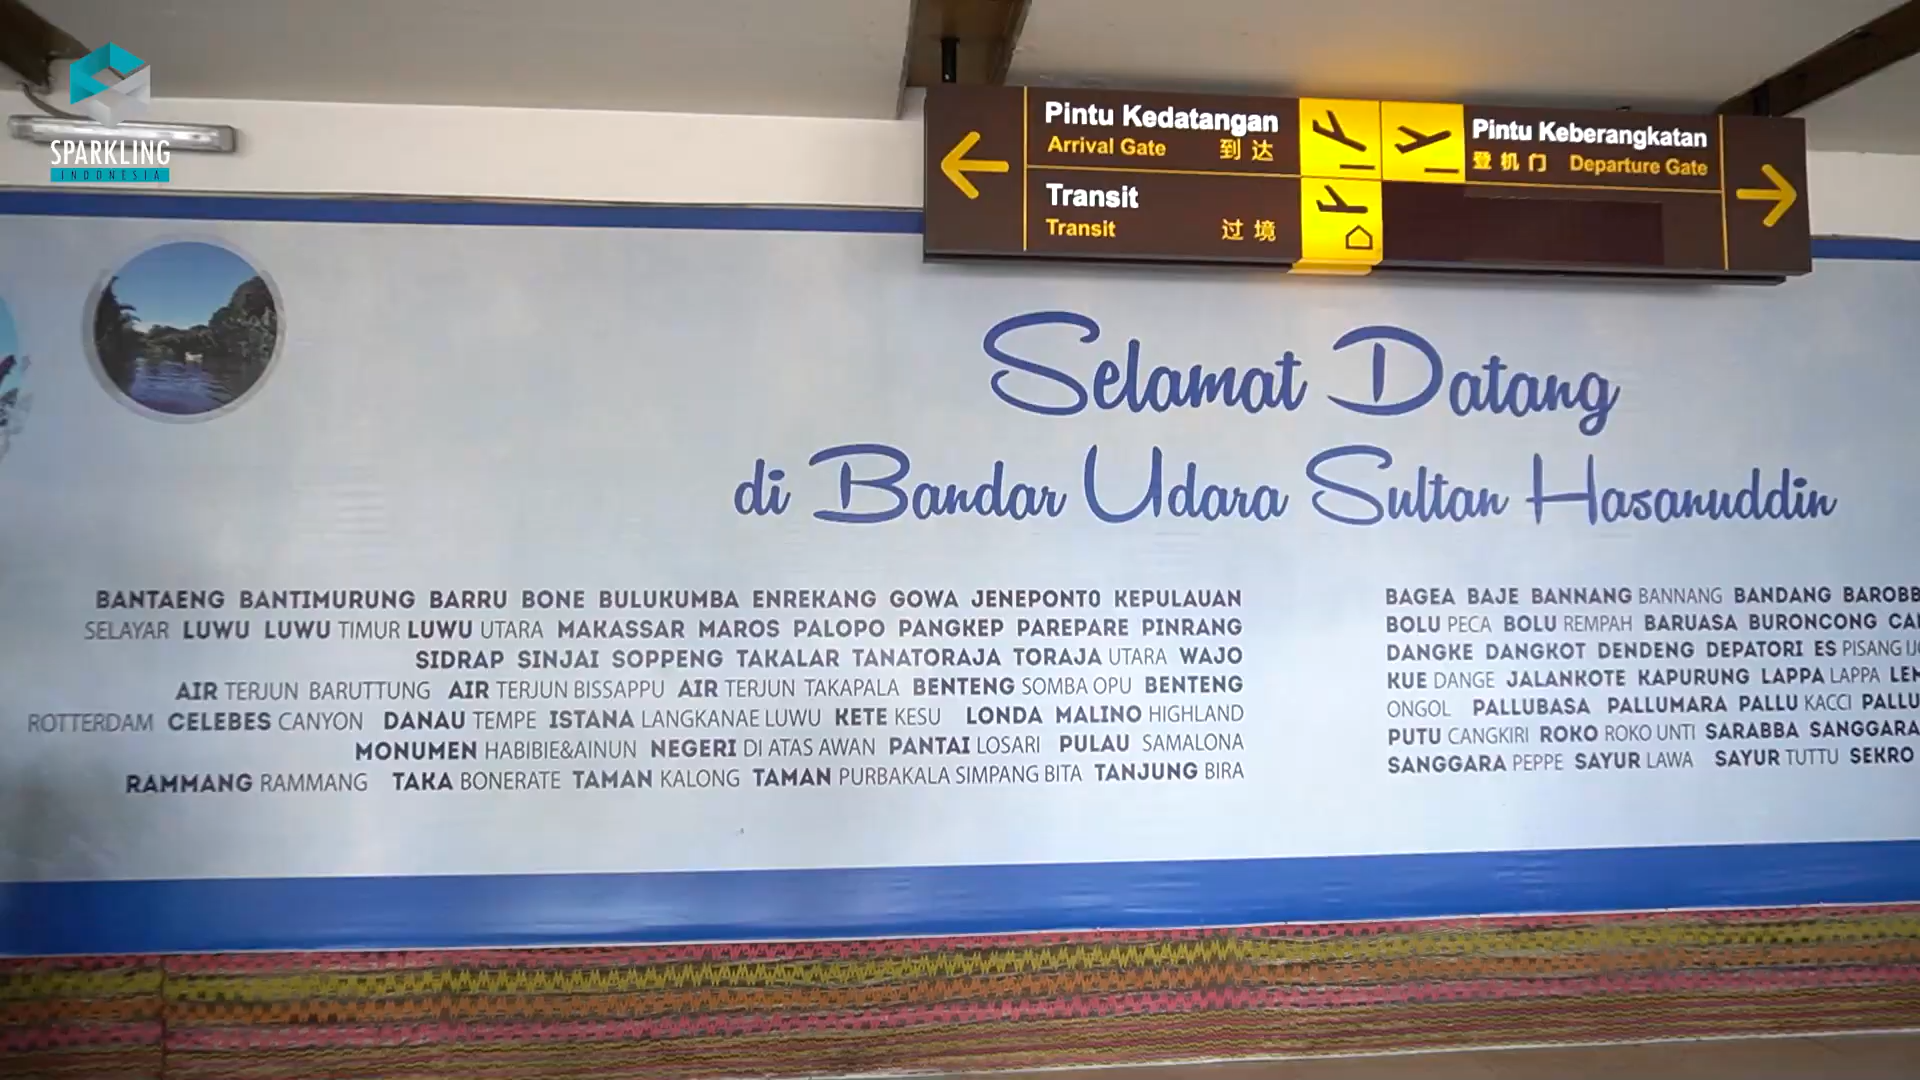 SPARKLING
INDONESIA
Pintu Kedatangan
Arrival Gate 到达
Transit
Transit 过境
Pintu Keberangkatan
登机门 Departure Gate
Selamat Datang
di Bandar Udara Sultan Hasanuddin
BANTAENG BANTIMURUNG BARRU BONE BULUKUMBA ENREKANG GOWA JENEPONTO KEPULAUAN
SELAYAR LUWU LUWU TIMUR LUWU UTARA MAKASSAR MAROS PALOPO PANGKEP PAREPARE PINRANG
SIDRAP SINJAI SOPPENG TAKALAR TANATORAJA TORAJA UTARA WAJO
AIR TERJUN BARUTTUNG AIR TERJUN BISSAPPU AIR TERJUN TAKAPALA BENTENG SOMBA OPU BENTENG
ROTTERDAM CELEBES CANYON DANAU TEMPE ISTANA LANGKANAE LUWU KETE KESU LONDA MALINO HIGHLAND
MONUMEN HABIBIE&AINUN NEGERI DI ATAS AWAN PANTAI LOSARI PULAU SAMALONA
RAMMANG RAMMANG TAKA BONERATE TAMAN KALONG TAMAN PURBAKALA SIMPANG BITA TANJUNG BIRA
BAGEA BAJE BANNANG BANNANG BANDANG
BOLU PECA BOLU REMPAH BARUASA BURONCONG
DANGKE DANGKOT DENDENG DEPATORI ES PISANG
KUE DANGE JALANKOTE KAPURUNG LAPPA LAPPA
ONGOL PALLUBASA PALLUMARA PALLU KACCI
PUTU CANGKIRI ROKO ROKO UNTI SARABBA SANGGARA
SANGGARA PEPPE SAYUR LAWA SAYUR TUTTU SEKRO